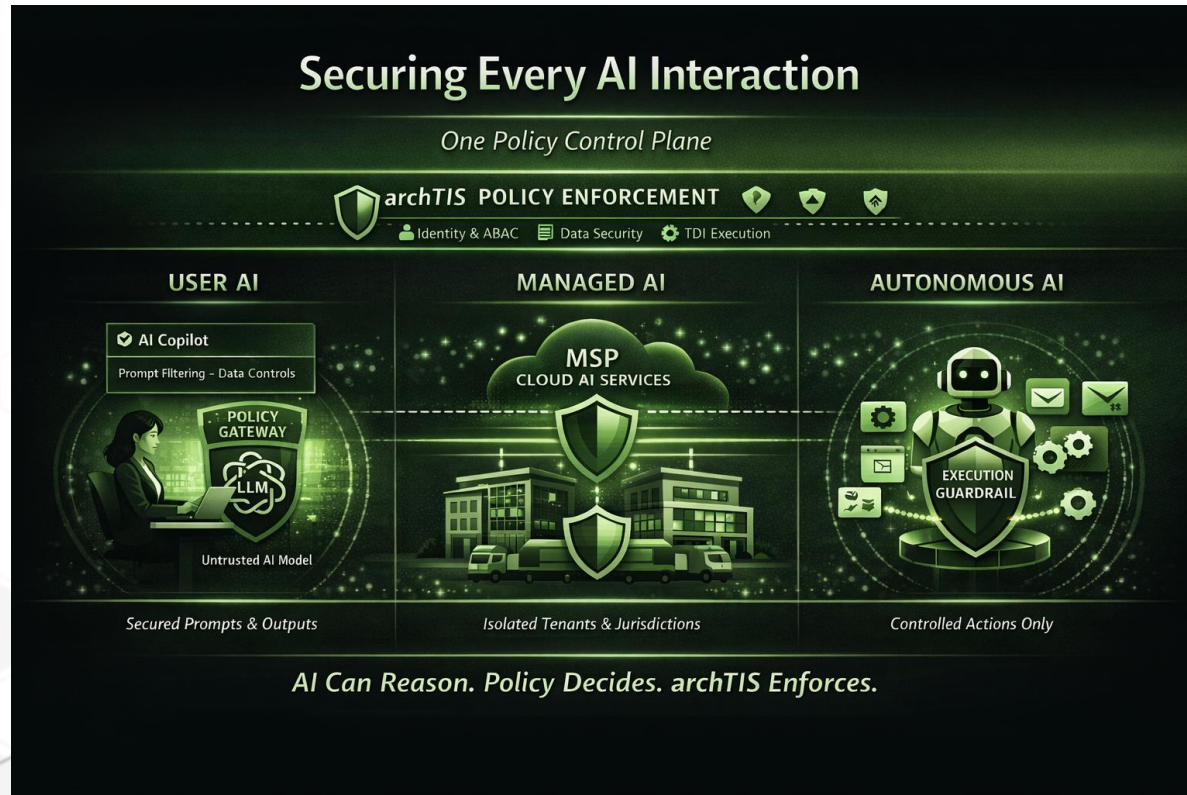 Securing Every AI Interaction
One Policy Control Plane
archTIS POLICY ENFORCEMENT
Identity & ABAC Data Security TDI Execution
USER AI
AI Copilot
Prompt Filtering - Data Controls
POLICY
GATEWAY
LLM
Untrusted AI Model
Secured Prompts & Outputs
MANAGED AI
MSP
CLOUD AI SERVICES
Isolated Tenants & Jurisdictions
AUTONOMOUS AI
EXECUTION
GUARDRAIL
Controlled Actions Only
AI Can Reason. Policy Decides. archTIS Enforces.